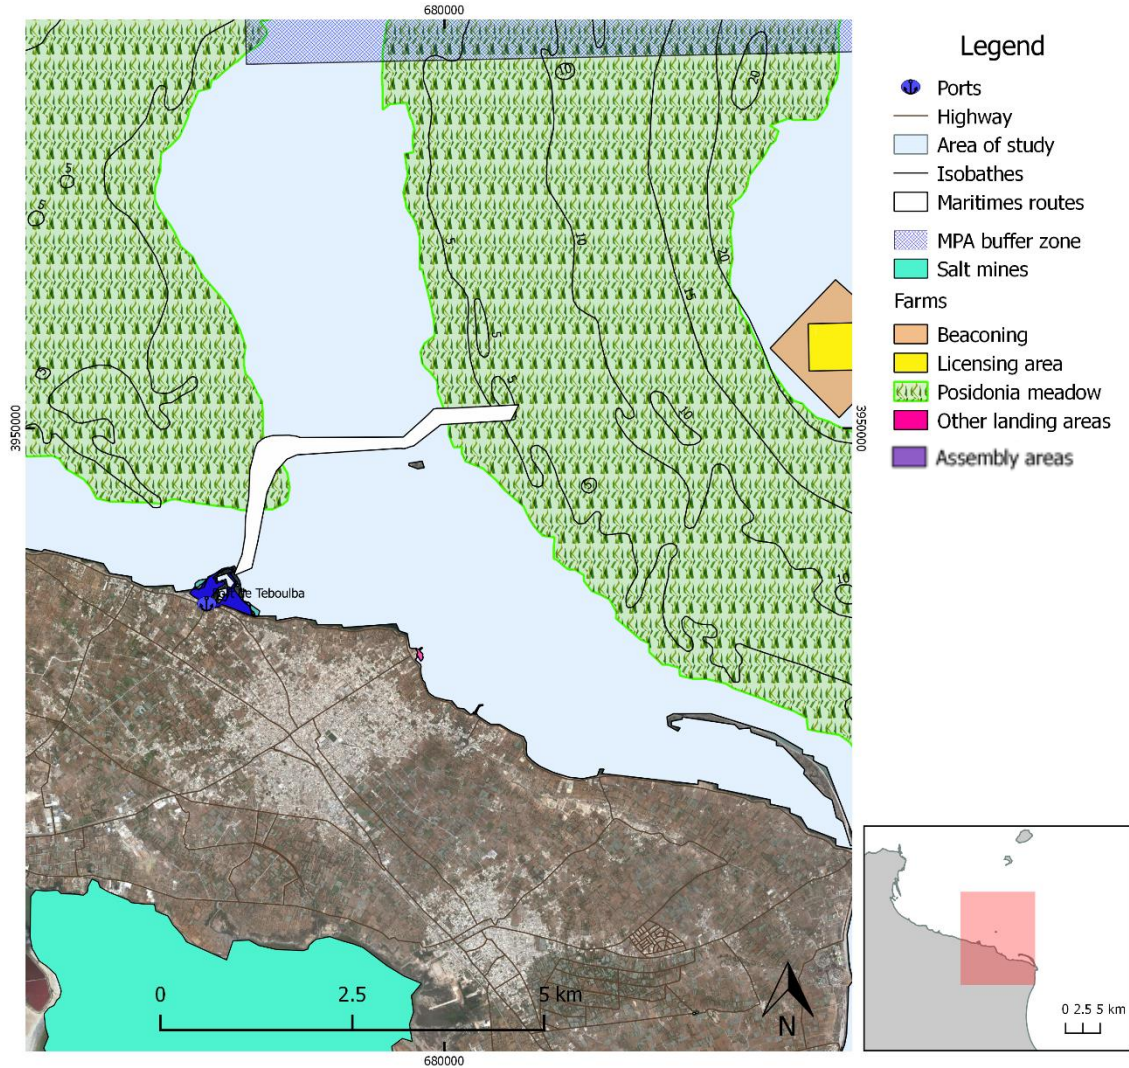 680000
Legend
Ports
Highway
Area of study
Isobathes
Maritimes routes
MPA buffer zone
Salt mines
Farms
Beaconing
Licensing area
Posidonia meadow
Other landing areas
Assembly areas
10
20
5
5
5
10
20
15
5
5
5
10
3950000
3950000
5
10
de Teboulba
0 2.5 5 km
N
0 2.5 5 km
680000